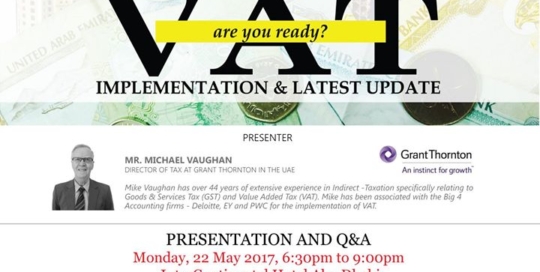 VAT
are you ready?
IMPLEMENTATION & LATEST UPDATE
PRESENTER
MR. MICHAEL VAUGHAN
DIRECTOR OF TAX AT GRANT THORNTON IN THE UAE
Mike Vaughan has over 44 years of extensive experience in Indirect -Taxation specifically relating to
Goods & Services Tax (GST) and Value Added Tax (VAT). Mike has been associated with the Big 4
Accounting firms - Deloitte, EY and PWC for the implementation of VAT.
Grant Thornton
An instinct for growth™
PRESENTATION AND Q&A
Monday, 22 May 2017, 6:30pm to 9:00pm